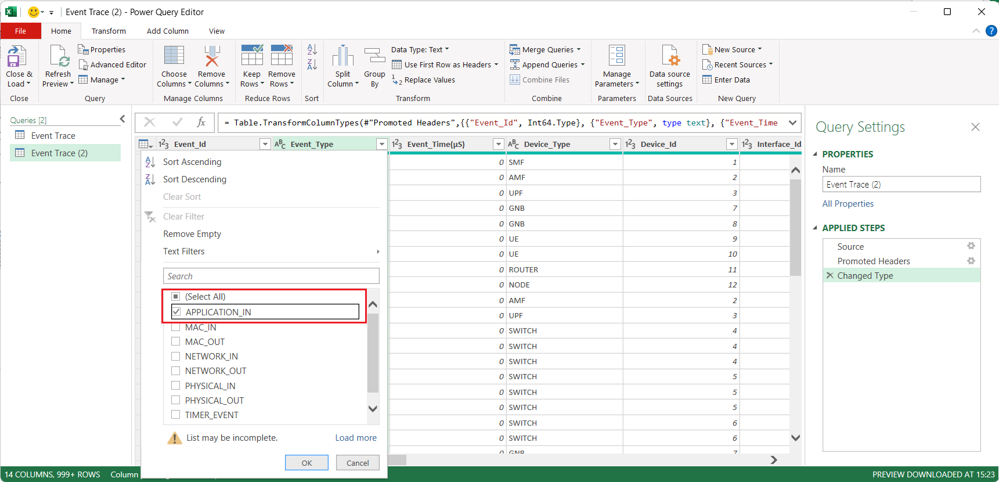 Event Trace (2) - Power Query Editor
File Home Transform Add Column View
Close & Load
Refresh Preview
Properties
Advanced Editor
Manage
Choose Columns
Remove Columns
Keep Rows
Remove Rows
Split Column
Group By
Data Type: Text
Use First Row as Headers
Replace Values
Merge Queries
Append Queries
Combine Files
Manage Parameters
Data source settings
New Source
Recent Sources
Enter Data
Close Query Manage Columns Reduce Rows Sort Transform Combine Parameters Data Sources New Query
Queries [2]
Event Trace
Event Trace (2)
fx = Table.TransformColumnTypes(#"Promoted Headers",{{"Event_Id", Int64.Type}, {"Event_Type", type text}, {"Event_Time
Event_Id Event_Type Event_Time(µS) Device_Type Device_Id Interface_Id
0 SMF 1
0 AMF 2
0 UPF 3
0 GNB 7
0 GNB 8
0 UE 9
0 UE 10
0 ROUTER 11
0 NODE 12
0 AMF 2
0 UPF 3
0 SWITCH 4
0 SWITCH 4
0 SWITCH 4
0 SWITCH 5
0 SWITCH 5
0 SWITCH 5
0 SWITCH 6
0 SWITCH 6
0 GNB 7
Sort Ascending
Sort Descending
Clear Sort
Clear Filter
Remove Empty
Text Filters
Search
(Select All)
APPLICATION_IN
MAC_IN
MAC_OUT
NETWORK_IN
NETWORK_OUT
PHYSICAL_IN
PHYSICAL_OUT
TIMER_EVENT
List may be incomplete. Load more
OK Cancel
Query Settings
PROPERTIES
Name
Event Trace (2)
All Properties
APPLIED STEPS
Source
Promoted Headers
Changed Type
14 COLUMNS, 999+ ROWS Column PREVIEW DOWNLOADED AT 15:23